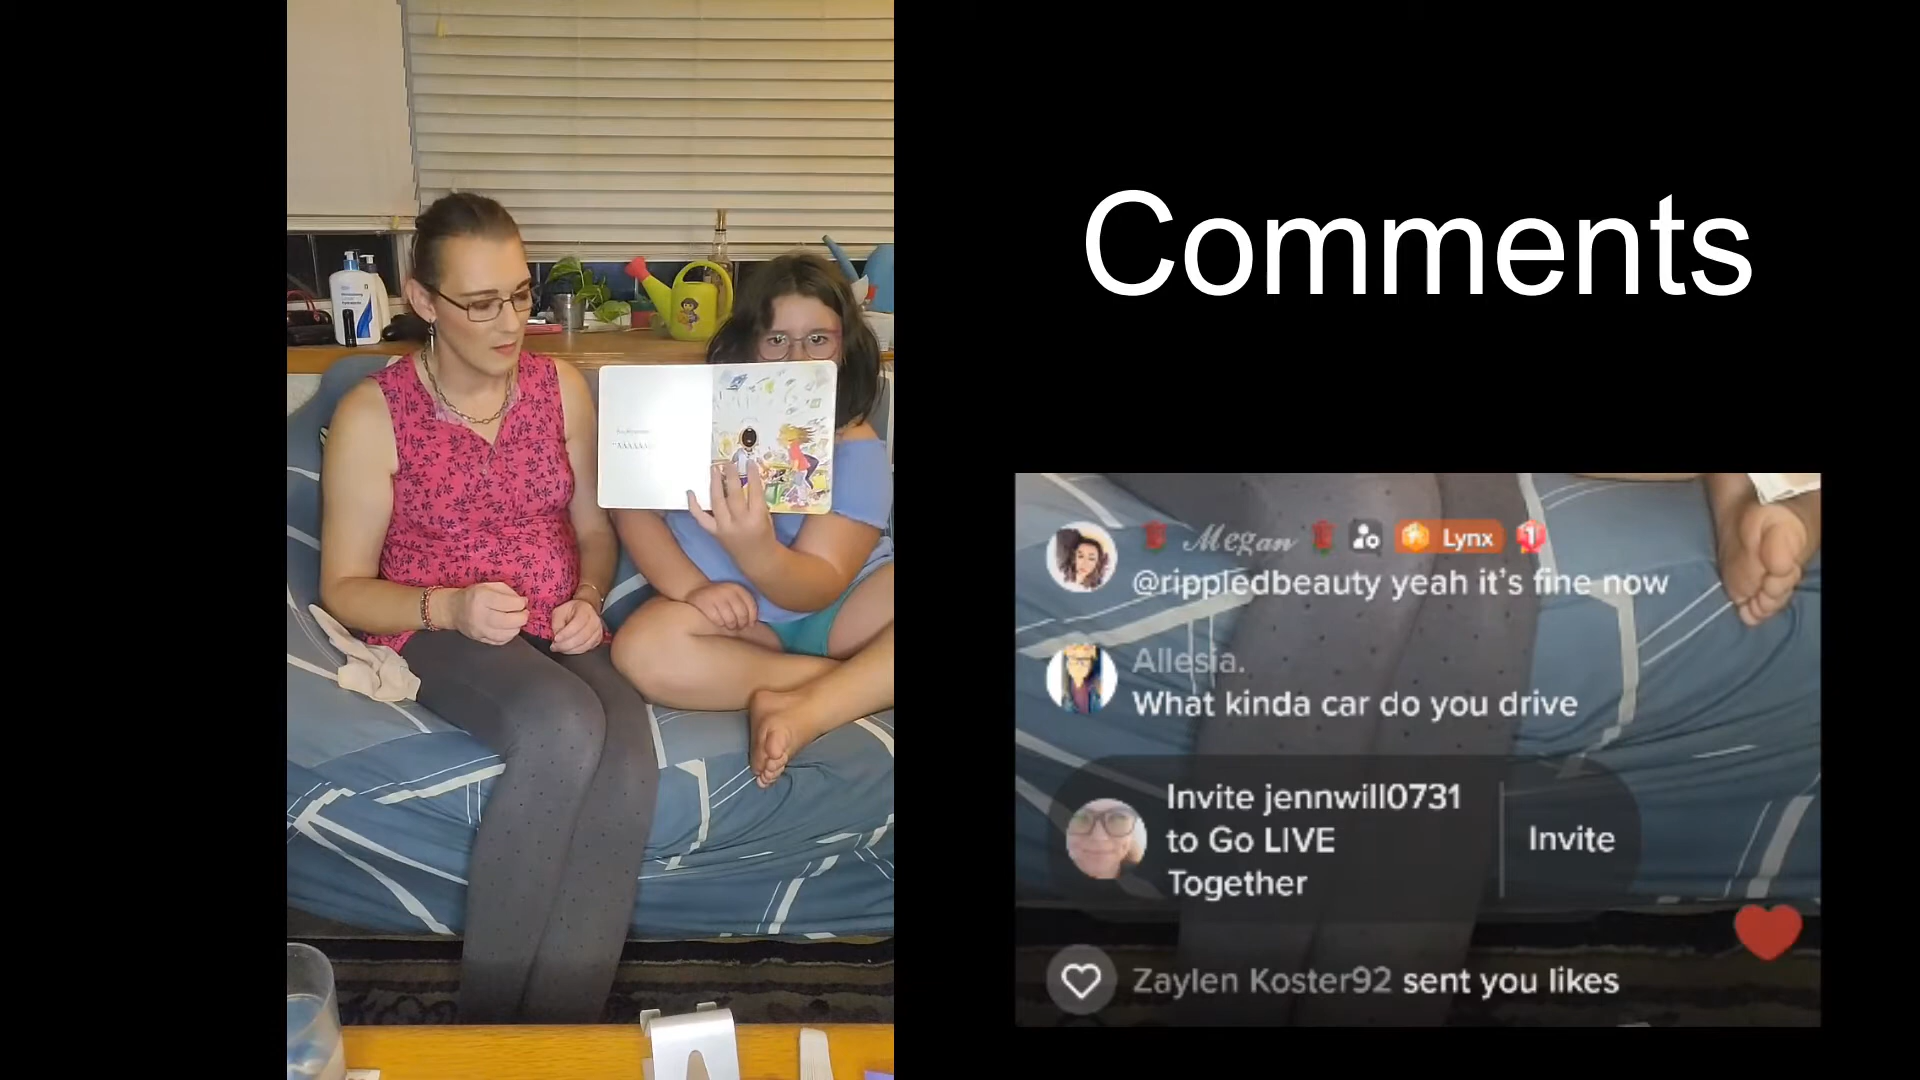 Comments
Megan Lynx 1
@rippledbeauty yeah it's fine now
Allesia.
What kinda car do you drive
Invite jennwill0731
to Go LIVE
Together
Invite
Zaylen Koster92 sent you likes